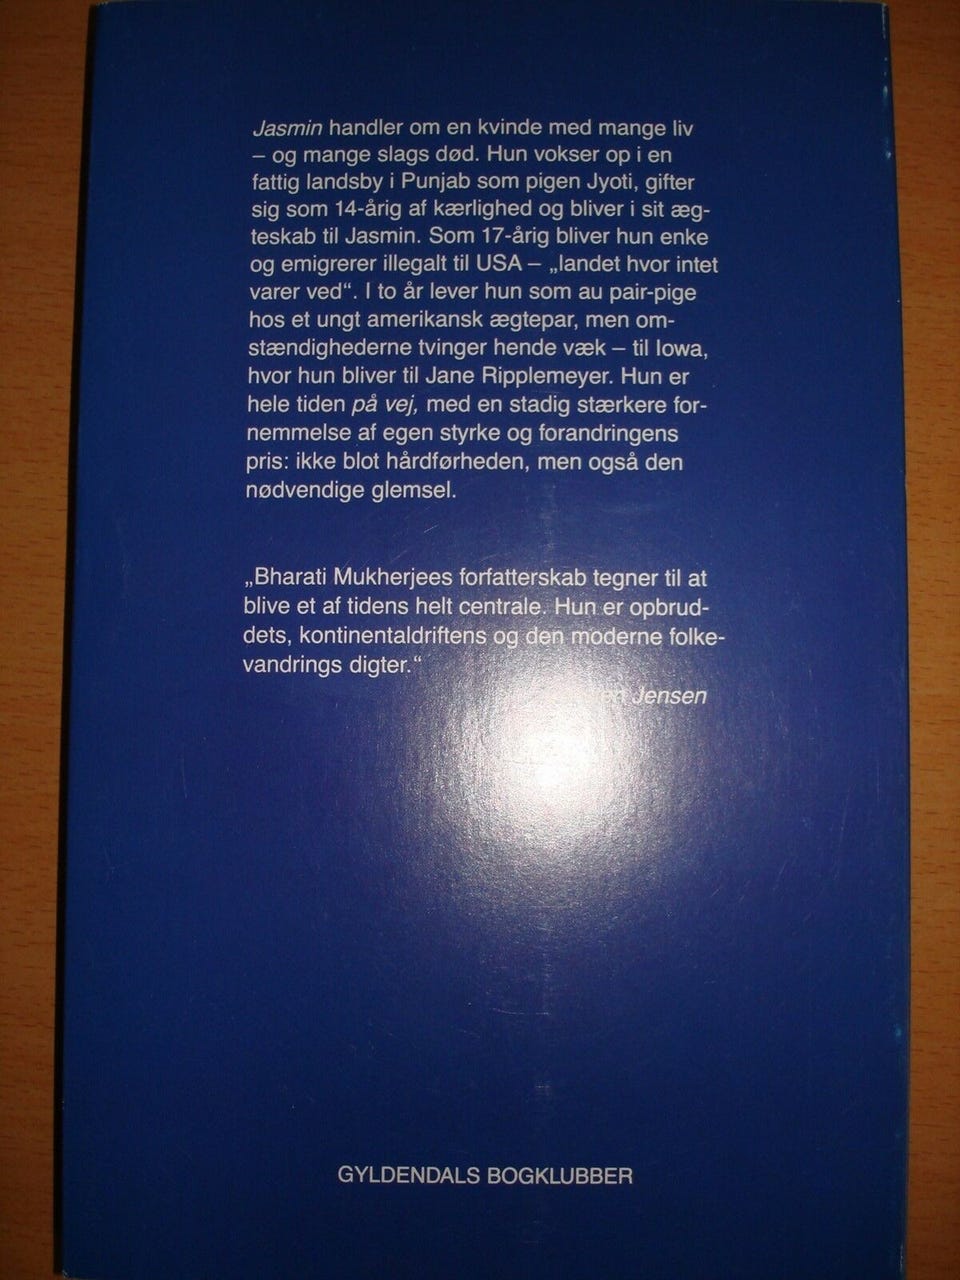 Jasmin handler om en kvinde med mange liv
– og mange slags død. Hun vokser op i en
fattig landsby i Punjab som pigen Jyoti, gifter
sig som 14-årig af kærlighed og bliver i sit æg-
teskab til Jasmin. Som 17-årig bliver hun enke
og emigrerer illegalt til USA – „landet hvor intet
varer ved“. I to år lever hun som au pair-pige
hos et ungt amerikansk ægtepar, men om-
stændighederne tvinger hende væk – til Iowa,
hvor hun bliver til Jane Ripplemeyer. Hun er
hele tiden på vej, med en stadig stærkere for-
nemmelse af egen styrke og forandringens
pris: ikke blot hårdførheden, men også den
nødvendige glemsel.
„Bharati Mukherjees forfatterskab tegner til at
blive et af tidens helt centrale. Hun er opbrud-
dets, kontinentaldriftens og den moderne folke-
vandrings digter.“
Jensen
GYLDENDALS BOGKLUBBER